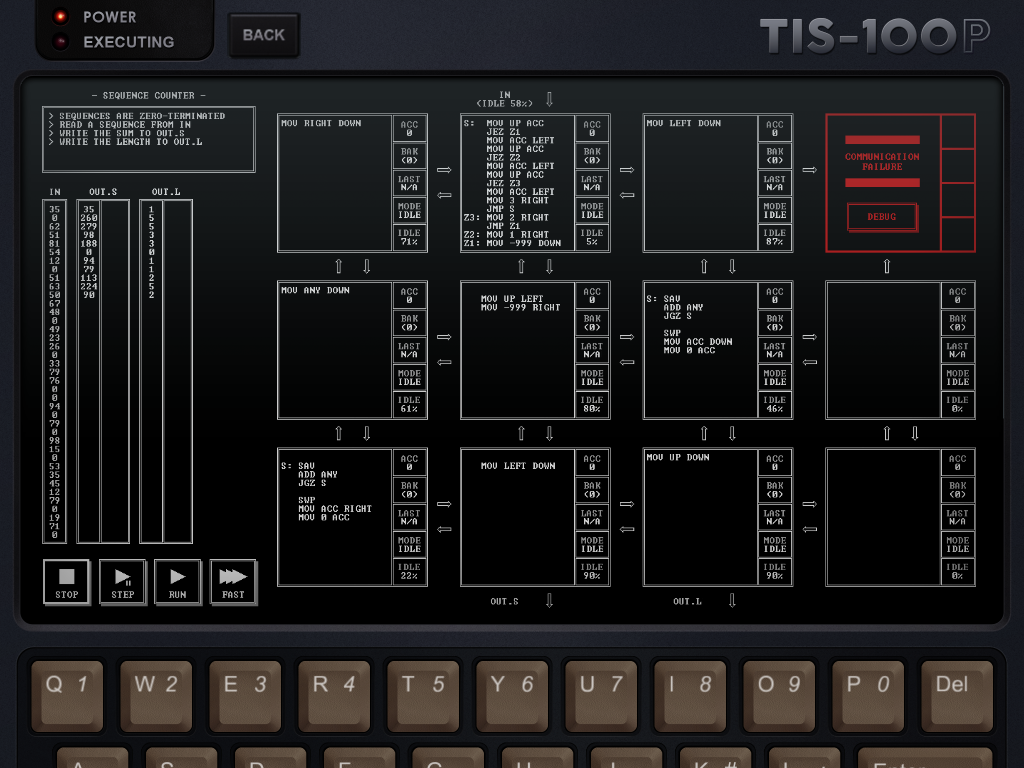 POWER
EXECUTING
BACK
TIS-100P
- SEQUENCE COUNTER -
> SEQUENCES ARE ZERO-TERMINATED
> READ A SEQUENCE FROM IN
> WRITE THE SUM TO OUT.S
> WRITE THE LENGTH TO OUT.L
IN OUT.S OUT.L
35 35 1
0 260 5
62 279 5
51 98 3
81 188 3
54 0 0
12 94 1
0 79 1
51 113 2
63 224 5
50 90 2
67
48
0
49
23
26
0
33
79
76
0
0
94
0
79
0
98
15
0
53
35
45
12
79
0
19
71
0
STOP
STEP
RUN
FAST
IN
(IDLE 58%)
MOV RIGHT DOWN
ACC
0
BAK
(0)
LAST
N/A
MODE
IDLE
IDLE
71%
S: MOV UP ACC
JEZ Z1
MOV ACC LEFT
MOV UP ACC
JEZ Z2
MOV ACC LEFT
MOV UP ACC
JEZ Z3
MOV ACC LEFT
MOV 3 RIGHT
JMP S
Z3: MOV 2 RIGHT
JMP Z1
Z2: MOV 1 RIGHT
Z1: MOV -999 DOWN
ACC
0
BAK
(0)
LAST
N/A
MODE
IDLE
IDLE
5%
MOV LEFT DOWN
ACC
0
BAK
(0)
LAST
N/A
MODE
IDLE
IDLE
87%
COMMUNICATION
FAILURE
DEBUG
MOV ANY DOWN
ACC
0
BAK
(0)
LAST
N/A
MODE
IDLE
IDLE
61%
MOV UP LEFT
MOV -999 RIGHT
ACC
0
BAK
(0)
LAST
N/A
MODE
IDLE
IDLE
80%
S: SAV
ADD ANY
JGZ S
SWP
MOV ACC DOWN
MOV 0 ACC
ACC
0
BAK
(0)
LAST
N/A
MODE
IDLE
IDLE
46%
ACC
0
BAK
(0)
LAST
N/A
MODE
IDLE
IDLE
0%
S: SAV
ADD ANY
JGZ S
SWP
MOV ACC RIGHT
MOV 0 ACC
ACC
0
BAK
(0)
LAST
N/A
MODE
IDLE
IDLE
22%
MOV LEFT DOWN
ACC
0
BAK
(0)
LAST
N/A
MODE
IDLE
IDLE
90%
MOV UP DOWN
ACC
0
BAK
(0)
LAST
N/A
MODE
IDLE
IDLE
90%
ACC
0
BAK
(0)
LAST
N/A
MODE
IDLE
IDLE
0%
OUT.S
OUT.L
Q 1 W 2 E 3 R 4 T 5 Y 6 U 7 I 8 O 9 P 0 Del